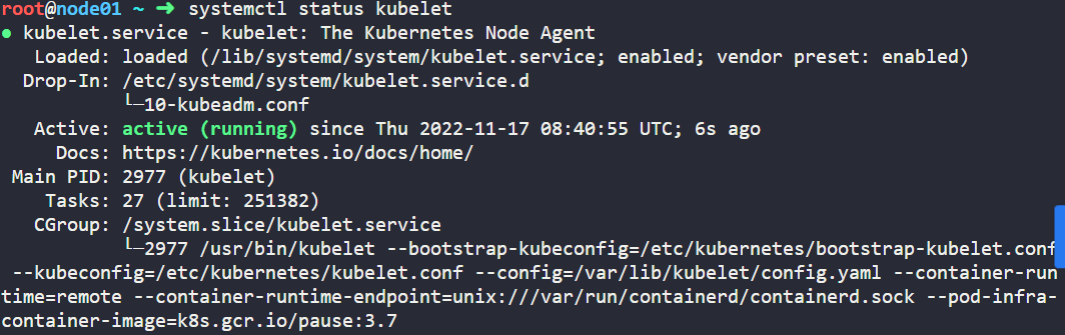 root@node01 ~ ➜  systemctl status kubelet
● kubelet.service - kubelet: The Kubernetes Node Agent
   Loaded: loaded (/lib/systemd/system/kubelet.service; enabled; vendor preset: enabled)
  Drop-In: /etc/systemd/system/kubelet.service.d
           └─10-kubeadm.conf
   Active: active (running) since Thu 2022-11-17 08:40:55 UTC; 6s ago
     Docs: https://kubernetes.io/docs/home/
 Main PID: 2977 (kubelet)
    Tasks: 27 (limit: 251382)
   CGroup: /system.slice/kubelet.service
           └─2977 /usr/bin/kubelet --bootstrap-kubeconfig=/etc/kubernetes/bootstrap-kubelet.conf
 --kubeconfig=/etc/kubernetes/kubelet.conf --config=/var/lib/kubelet/config.yaml --container-run
time=remote --container-runtime-endpoint=unix:///var/run/containerd/containerd.sock --pod-infra-
container-image=k8s.gcr.io/pause:3.7